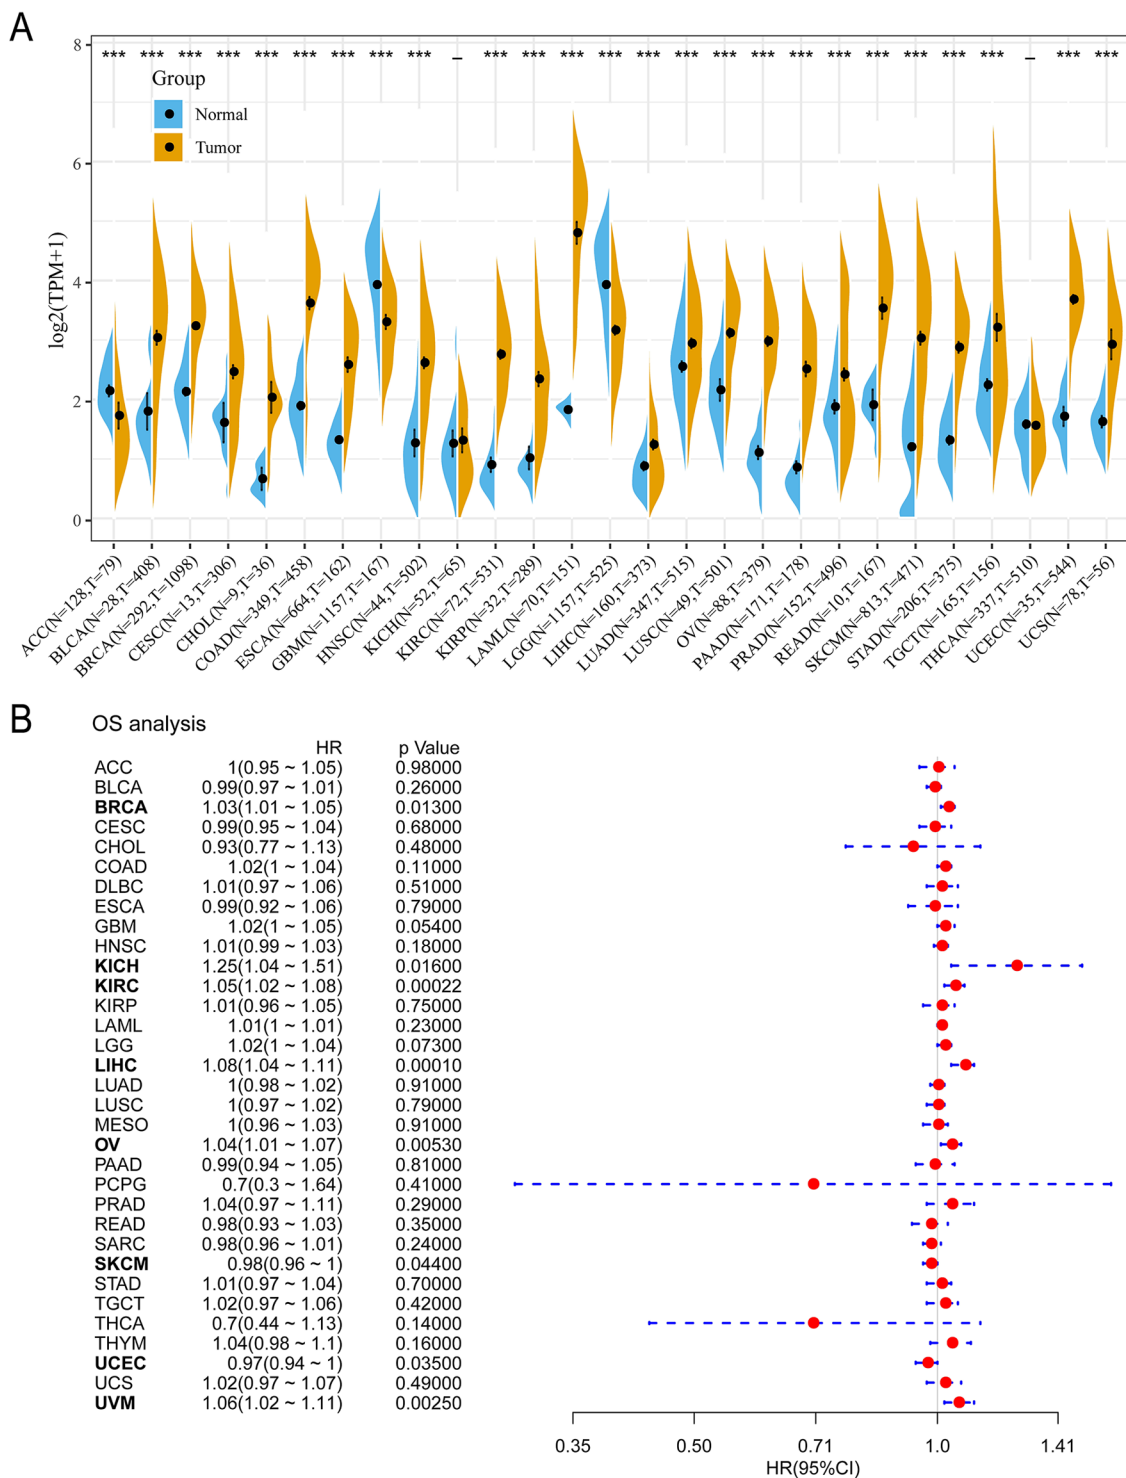 A
*** *** *** *** *** *** *** *** *** – *** *** *** *** *** *** *** *** *** *** *** *** *** *** – *** ***
Group
Normal
Tumor
8
6
4
2
0
log2(TPM+1)
ACC(N=128,T=79)
BLCA(N=28,T=408)
BRCA(N=292,T=1098)
CESC(N=13,T=306)
CHOL(N=9,T=36)
COAD(N=349,T=458)
ESCA(N=664,T=162)
GBM(N=1157,T=167)
HNSC(N=44,T=502)
KICH(N=52,T=65)
KIRC(N=72,T=531)
KIRP(N=32,T=289)
LAML(N=70,T=151)
LGG(N=1157,T=525)
LIHC(N=160,T=373)
LUAD(N=347,T=515)
LUSC(N=49,T=501)
OV(N=88,T=379)
PAAD(N=171,T=178)
PRAD(N=152,T=496)
READ(N=10,T=167)
SKCM(N=813,T=471)
STAD(N=206,T=375)
TGCT(N=165,T=156)
THCA(N=337,T=510)
UCEC(N=35,T=544)
UCS(N=78,T=56)
B
OS analysis
HR p Value
ACC 1(0.95 ~ 1.05) 0.98000
BLCA 0.99(0.97 ~ 1.01) 0.26000
BRCA 1.03(1.01 ~ 1.05) 0.01300
CESC 0.99(0.95 ~ 1.04) 0.68000
CHOL 0.93(0.77 ~ 1.13) 0.48000
COAD 1.02(1 ~ 1.04) 0.11000
DLBC 1.01(0.97 ~ 1.06) 0.51000
ESCA 0.99(0.92 ~ 1.06) 0.79000
GBM 1.02(1 ~ 1.05) 0.05400
HNSC 1.01(0.99 ~ 1.03) 0.18000
KICH 1.25(1.04 ~ 1.51) 0.01600
KIRC 1.05(1.02 ~ 1.08) 0.00022
KIRP 1.01(0.96 ~ 1.05) 0.75000
LAML 1.01(1 ~ 1.01) 0.23000
LGG 1.02(1 ~ 1.04) 0.07300
LIHC 1.08(1.04 ~ 1.11) 0.00010
LUAD 1(0.98 ~ 1.02) 0.91000
LUSC 1(0.97 ~ 1.02) 0.79000
MESO 1(0.96 ~ 1.03) 0.91000
OV 1.04(1.01 ~ 1.07) 0.00530
PAAD 0.99(0.94 ~ 1.05) 0.81000
PCPG 0.7(0.3 ~ 1.64) 0.41000
PRAD 1.04(0.97 ~ 1.11) 0.29000
READ 0.98(0.93 ~ 1.03) 0.35000
SARC 0.98(0.96 ~ 1.01) 0.24000
SKCM 0.98(0.96 ~ 1) 0.04400
STAD 1.01(0.97 ~ 1.04) 0.70000
TGCT 1.02(0.97 ~ 1.06) 0.42000
THCA 0.7(0.44 ~ 1.13) 0.14000
THYM 1.04(0.98 ~ 1.1) 0.16000
UCEC 0.97(0.94 ~ 1) 0.03500
UCS 1.02(0.97 ~ 1.07) 0.49000
UVM 1.06(1.02 ~ 1.11) 0.00250
0.35 0.50 0.71 1.0 1.41
HR(95%CI)